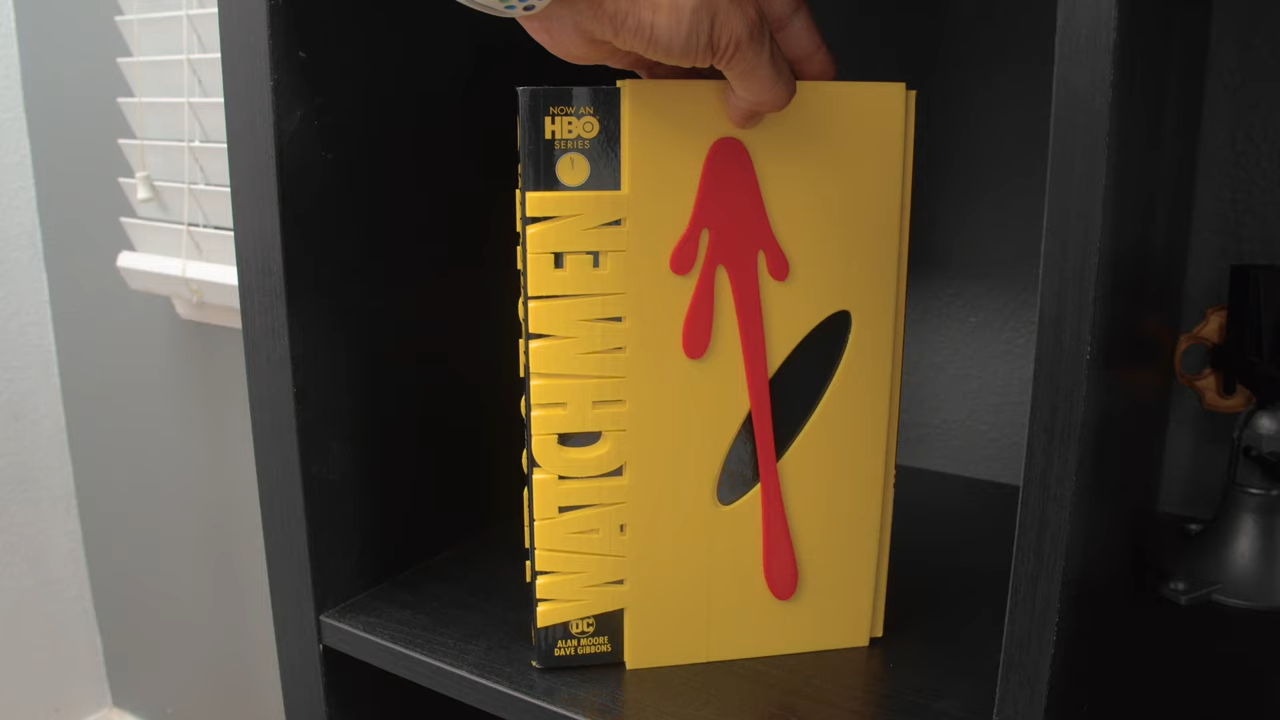 NOW AN
HBO
SERIES
WATCHMEN
DC
ALAN MOORE
DAVE GIBBONS